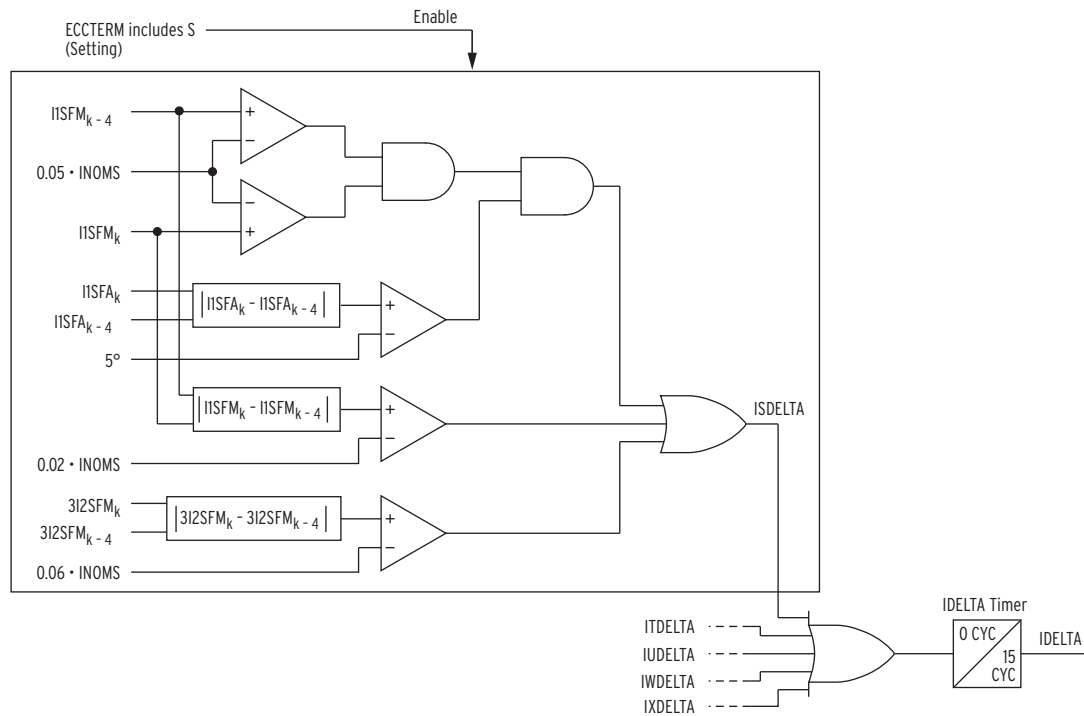 Enable
ECCTERM includes S
(Setting)
I1SFMₖ₋₄
0.05 • INOMS
I1SFMₖ
I1SFAₖ
I1SFAₖ₋₄
|I1SFAₖ - I1SFAₖ₋₄|
5°
|I1SFMₖ - I1SFMₖ₋₄|
0.02 • INOMS
3I2SFMₖ
3I2SFMₖ₋₄
|3I2SFMₖ - 3I2SFMₖ₋₄|
0.06 • INOMS
+
−
−
+
+
−
+
−
+
−
ISDELTA
ITDELTA
IUDELTA
IWDELTA
IXDELTA
IDELTA Timer
0 CYC
15
CYC
IDELTA